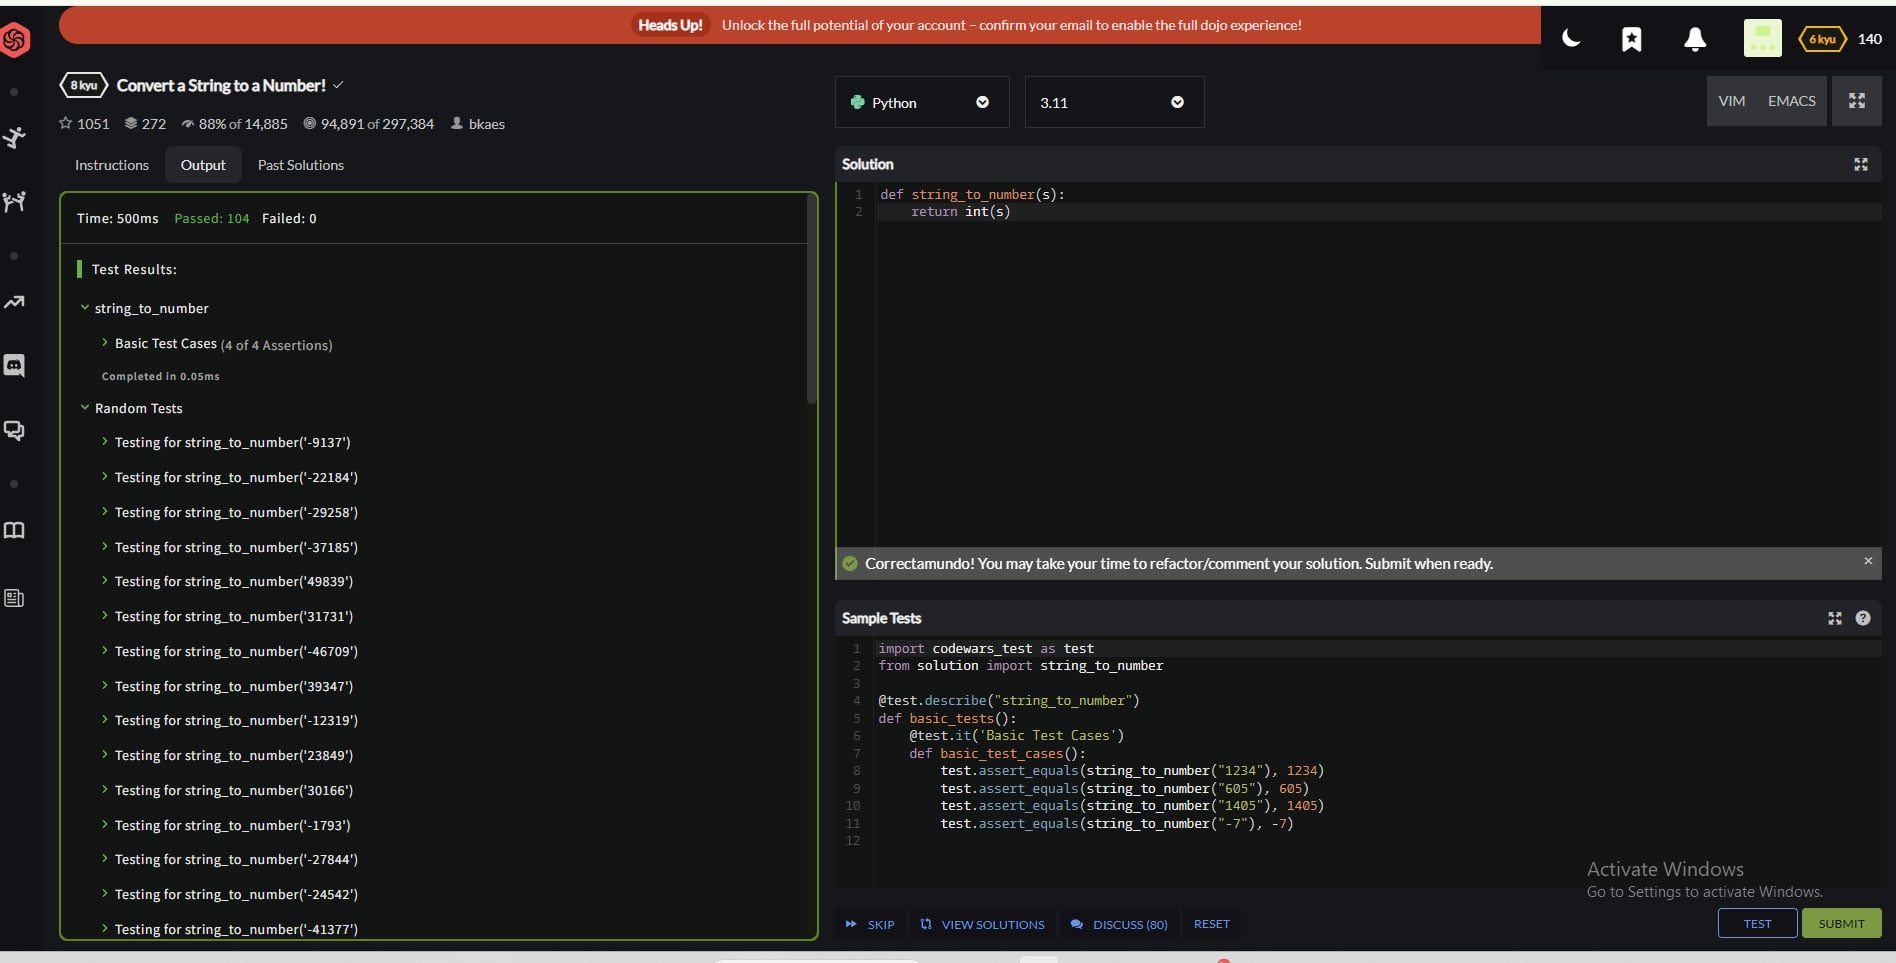 Heads Up! Unlock the full potential of your account – confirm your email to enable the full dojo experience!
6 kyu 140
8 kyu Convert a String to a Number!
1051 272 88% of 14,885 94,891 of 297,384 bkaes
Instructions Output Past Solutions
Time: 500ms Passed: 104 Failed: 0
Test Results:
string_to_number
Basic Test Cases (4 of 4 Assertions)
Completed in 0.05ms
Random Tests
Testing for string_to_number('-9137')
Testing for string_to_number('-22184')
Testing for string_to_number('-29258')
Testing for string_to_number('-37185')
Testing for string_to_number('49839')
Testing for string_to_number('31731')
Testing for string_to_number('-46709')
Testing for string_to_number('39347')
Testing for string_to_number('-12319')
Testing for string_to_number('23849')
Testing for string_to_number('30166')
Testing for string_to_number('-1793')
Testing for string_to_number('-27844')
Testing for string_to_number('-24542')
Testing for string_to_number('-41377')
Python 3.11 VIM EMACS
Solution
1 def string_to_number(s):
2 return int(s)
Correctamundo! You may take your time to refactor/comment your solution. Submit when ready. ×
Sample Tests ?
1 import codewars_test as test
2 from solution import string_to_number
3
4 @test.describe("string_to_number")
5 def basic_tests():
6 @test.it('Basic Test Cases')
7 def basic_test_cases():
8 test.assert_equals(string_to_number("1234"), 1234)
9 test.assert_equals(string_to_number("605"), 605)
10 test.assert_equals(string_to_number("1405"), 1405)
11 test.assert_equals(string_to_number("-7"), -7)
12
Activate Windows
Go to Settings to activate Windows.
SKIP VIEW SOLUTIONS DISCUSS (80) RESET TEST SUBMIT